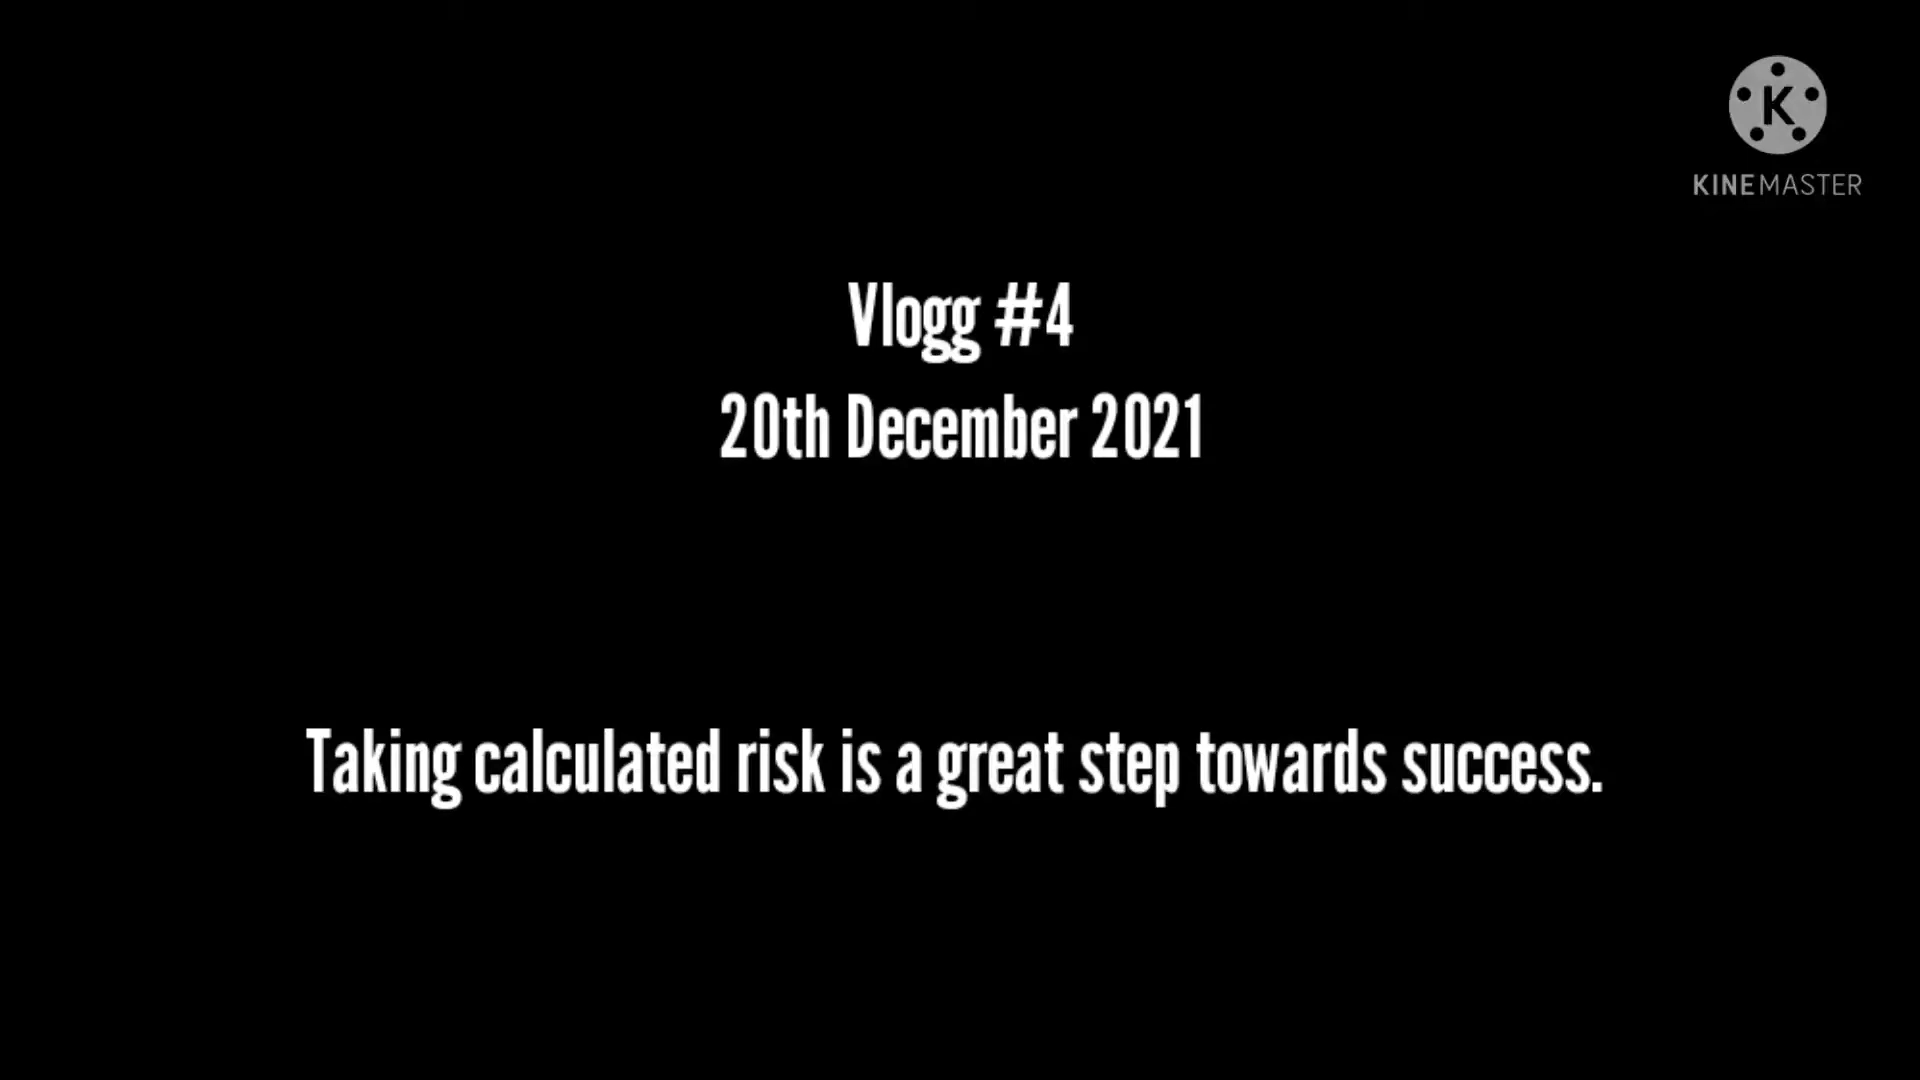 K
KINEMASTER
Vlogg #4
20th December 2021
Taking calculated risk is a great step towards success.